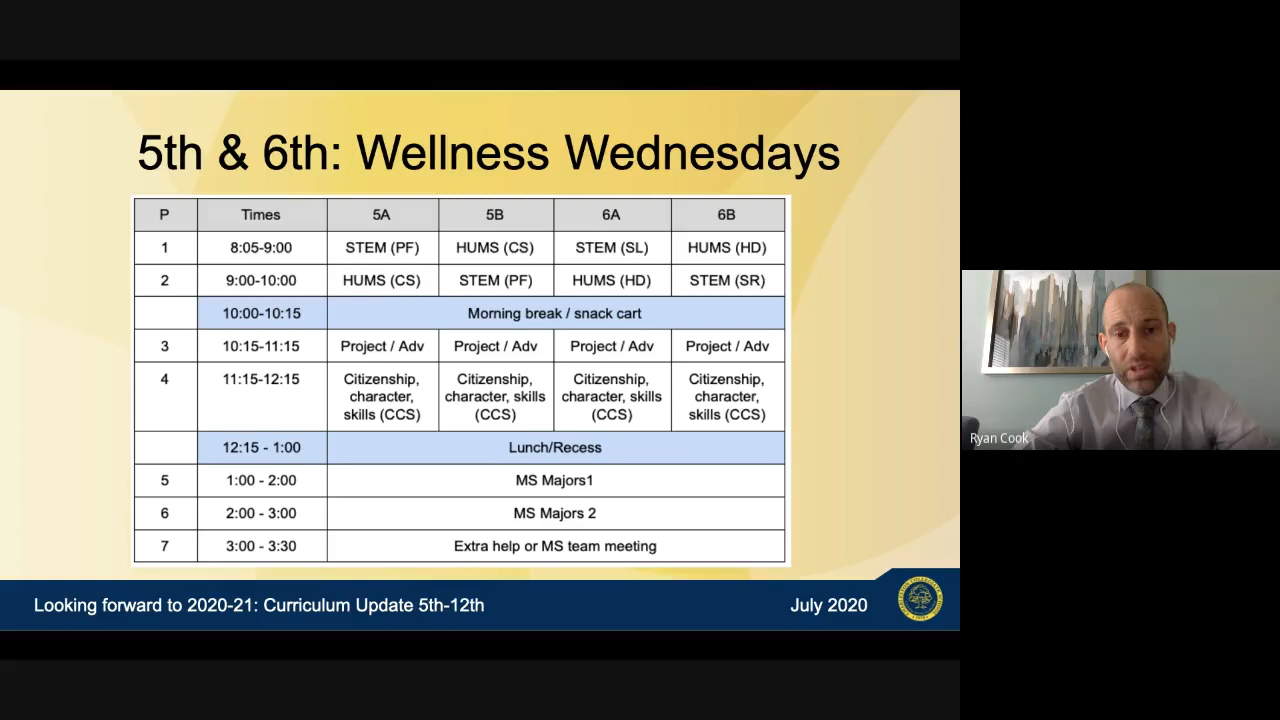 5th & 6th: Wellness Wednesdays
P Times 5A 5B 6A 6B
1 8:05-9:00 STEM (PF) HUMS (CS) STEM (SL) HUMS (HD)
2 9:00-10:00 HUMS (CS) STEM (PF) HUMS (HD) STEM (SR)
10:00-10:15 Morning break / snack cart
3 10:15-11:15 Project / Adv Project / Adv Project / Adv Project / Adv
4 11:15-12:15 Citizenship, Citizenship, Citizenship, Citizenship,
character, character, skills character, skills character,
skills (CCS) (CCS) (CCS) skills (CCS)
12:15 - 1:00 Lunch/Recess
5 1:00 - 2:00 MS Majors1
6 2:00 - 3:00 MS Majors 2
7 3:00 - 3:30 Extra help or MS team meeting
Looking forward to 2020-21: Curriculum Update 5th-12th July 2020
Ryan Cook